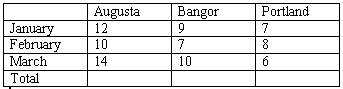 Augusta Bangor Portland
January 12 9 7
February 10 7 8
March 14 10 6
Total